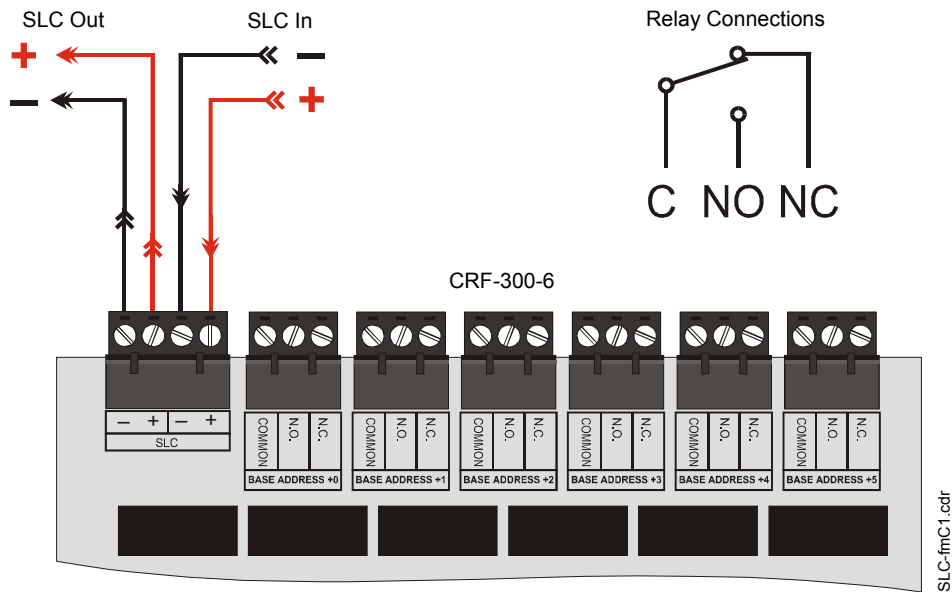 SLC Out
SLC In
Relay Connections
+
−
−
+
C NO NC
CRF-300-6
− + − +
SLC
COMMON N.O. N.C.
BASE ADDRESS +0
COMMON N.O. N.C.
BASE ADDRESS +1
COMMON N.O. N.C.
BASE ADDRESS +2
COMMON N.O. N.C.
BASE ADDRESS +3
COMMON N.O. N.C.
BASE ADDRESS +4
COMMON N.O. N.C.
BASE ADDRESS +5
SLC-fmC1.cdr